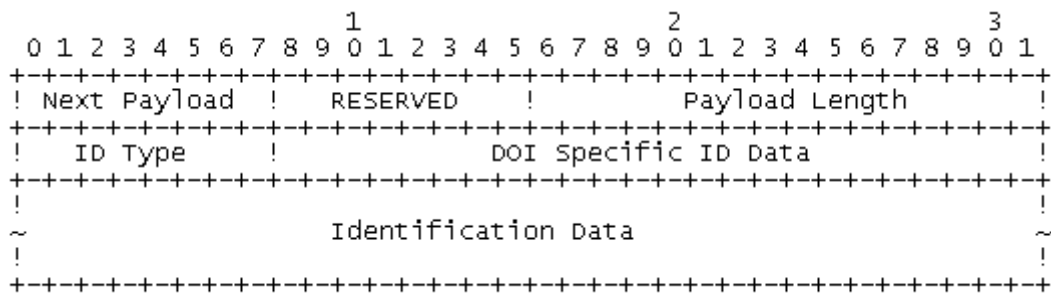 1                   2                   3
 0 1 2 3 4 5 6 7 8 9 0 1 2 3 4 5 6 7 8 9 0 1 2 3 4 5 6 7 8 9 0 1
+-+-+-+-+-+-+-+-+-+-+-+-+-+-+-+-+-+-+-+-+-+-+-+-+-+-+-+-+-+-+-+-+
! Next Payload  !   RESERVED    !         Payload Length        !
+-+-+-+-+-+-+-+-+-+-+-+-+-+-+-+-+-+-+-+-+-+-+-+-+-+-+-+-+-+-+-+-+
!   ID Type     !             DOI Specific ID Data              !
+-+-+-+-+-+-+-+-+-+-+-+-+-+-+-+-+-+-+-+-+-+-+-+-+-+-+-+-+-+-+-+-+
!                                                               !
~                   Identification Data                         ~
!                                                               !
+-+-+-+-+-+-+-+-+-+-+-+-+-+-+-+-+-+-+-+-+-+-+-+-+-+-+-+-+-+-+-+-+